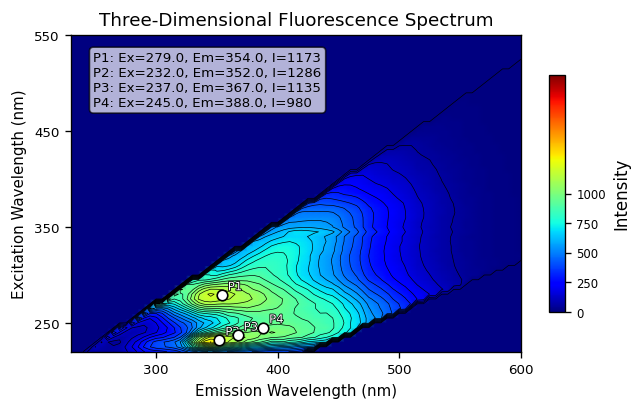 Three-Dimensional Fluorescence Spectrum
P1: Ex=279.0, Em=354.0, I=1173
P2: Ex=232.0, Em=352.0, I=1286
P3: Ex=237.0, Em=367.0, I=1135
P4: Ex=245.0, Em=388.0, I=980
550
450
350
250
Excitation Wavelength (nm)
P1
P2
P3
P4
300
400
500
600
Emission Wavelength (nm)
1000
750
500
250
0
Intensity